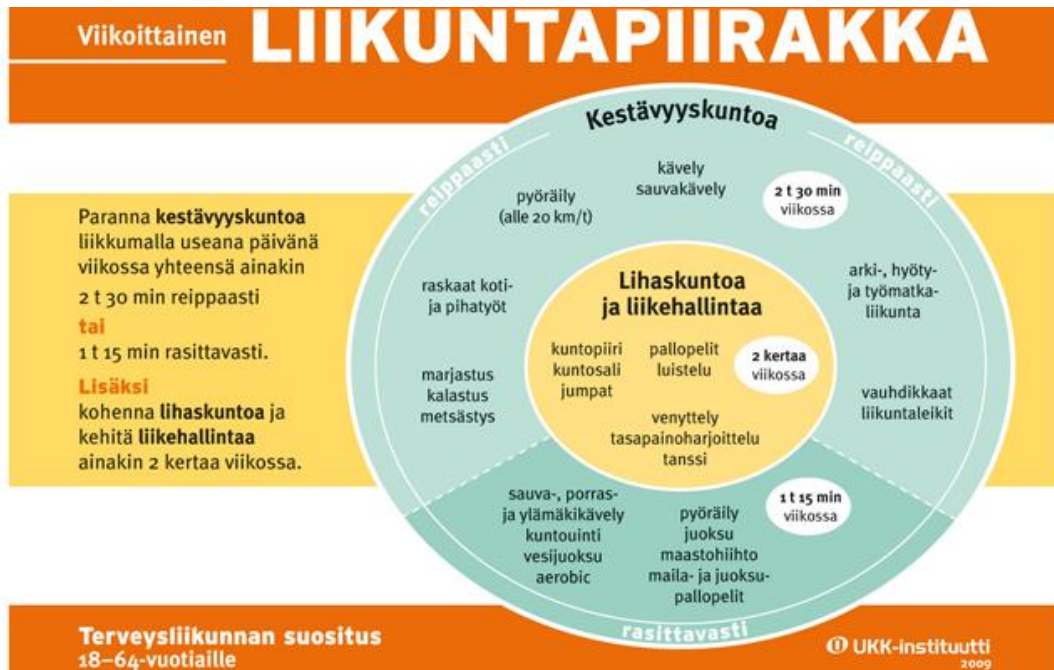 Viikoittainen LIIKUNTAPIIRAKKA
Paranna kestävyyskuntoa
liikkumalla useana päivänä
viikossa yhteensä ainakin
2 t 30 min reippaasti
tai
1 t 15 min rasittavasti.
Lisäksi
kohenna lihaskuntoa ja
kehitä liikehallintaa
ainakin 2 kertaa viikossa.
Kestävyyskuntoa
reippaasti
reippaasti
kävely
sauvakävely
2 t 30 min
viikossa
pyöräily
(alle 20 km/t)
raskaat koti-
ja pihatyöt
arki-, hyöty-
ja työmatka-
liikunta
marjastus
kalastus
metsästys
vauhdikkaat
liikuntaleikit
Lihaskuntoa
ja liikehallintaa
kuntopiiri
kuntosali
jumpat
pallopelit
luistelu
2 kertaa
viikossa
venyttely
tasapainoharjoittelu
tanssi
sauva-, porras-
ja ylämäkikävely
kuntouinti
vesijuoksu
aerobic
pyöräily
juoksu
maastohiihto
maila- ja juoksu-
pallopelit
1 t 15 min
viikossa
rasittavasti
Terveysliikunnan suositus
18–64-vuotiaille
UKK-instituutti
2009